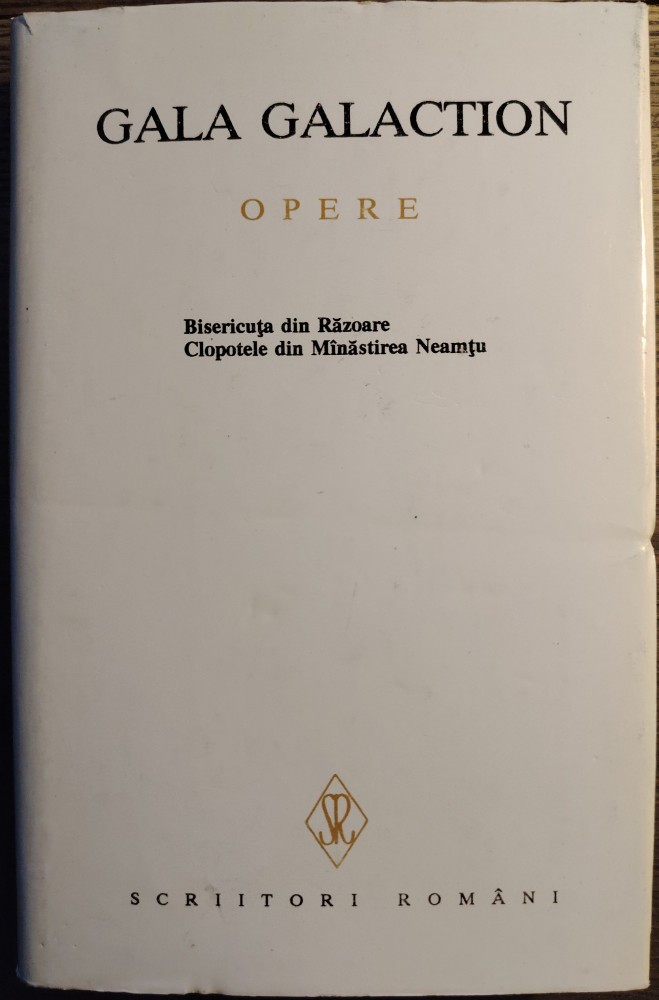 GALA GALACTION
OPERE
Bisericuţa din Răzoare
Clopotele din Mînăstirea Neamţu
SR
SCRIITORI ROMÂNI